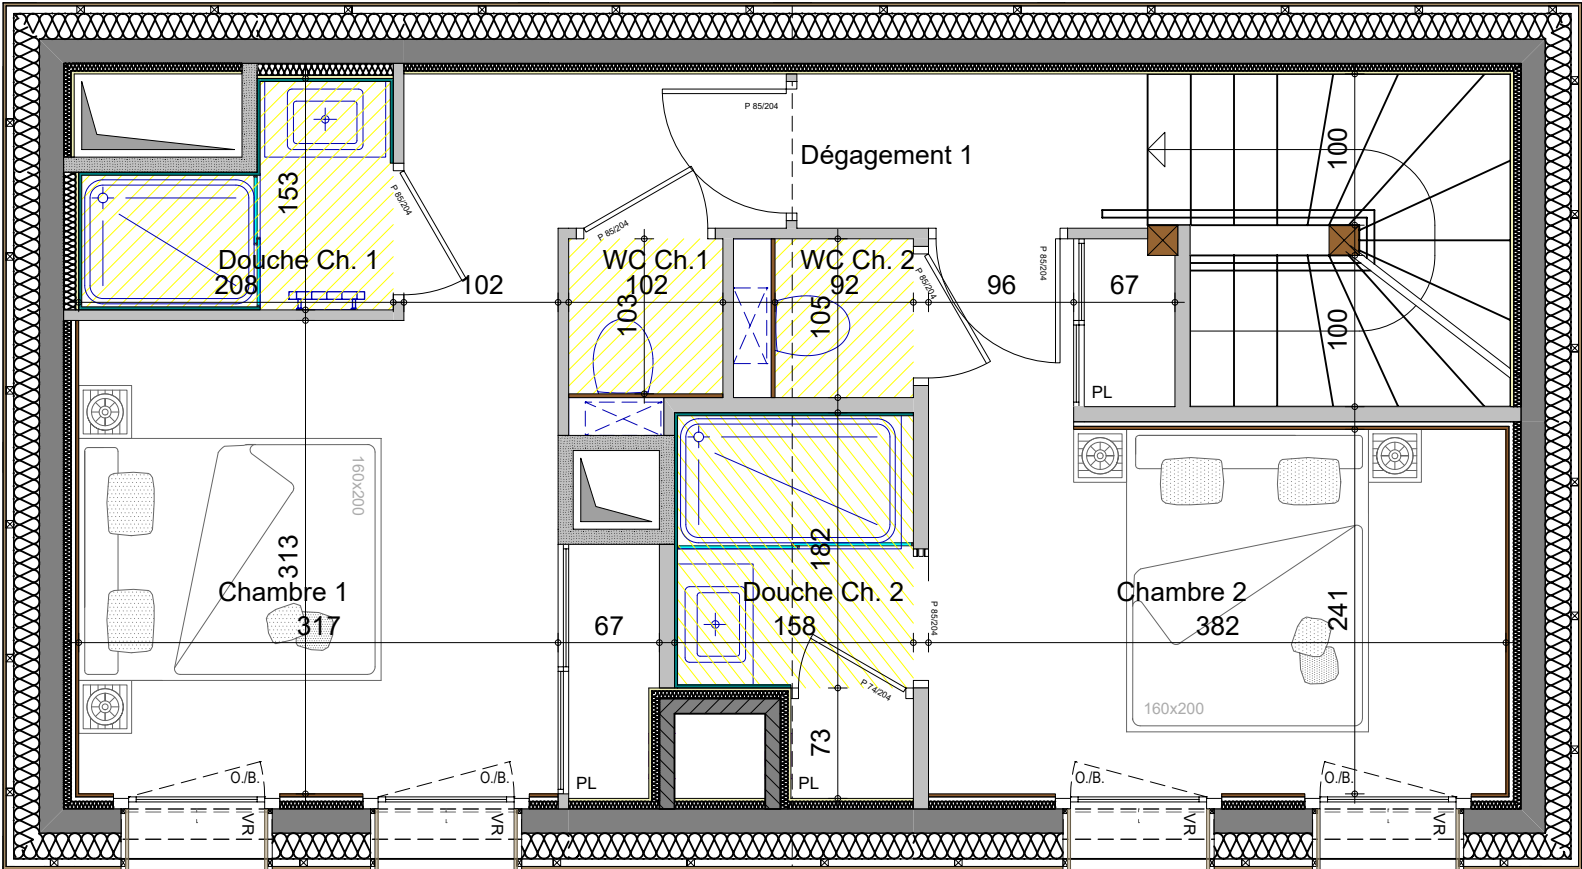 P 85/204
Dégagement 1
100
153
P 85/204
P 85/204
Douche Ch. 1
WC Ch.1
WC Ch. 2
P 85/204
P 85/204
208
102
102
92
96
67
103
105
100
PL
160x200
313
182
Chambre 1
Douche Ch. 2
Chambre 2
317
67
158
P 85/204
382
241
P 74/204
160x200
73
O./B.
O./B.
PL
PL
O./B.
O./B.
VR
VR
VR
VR